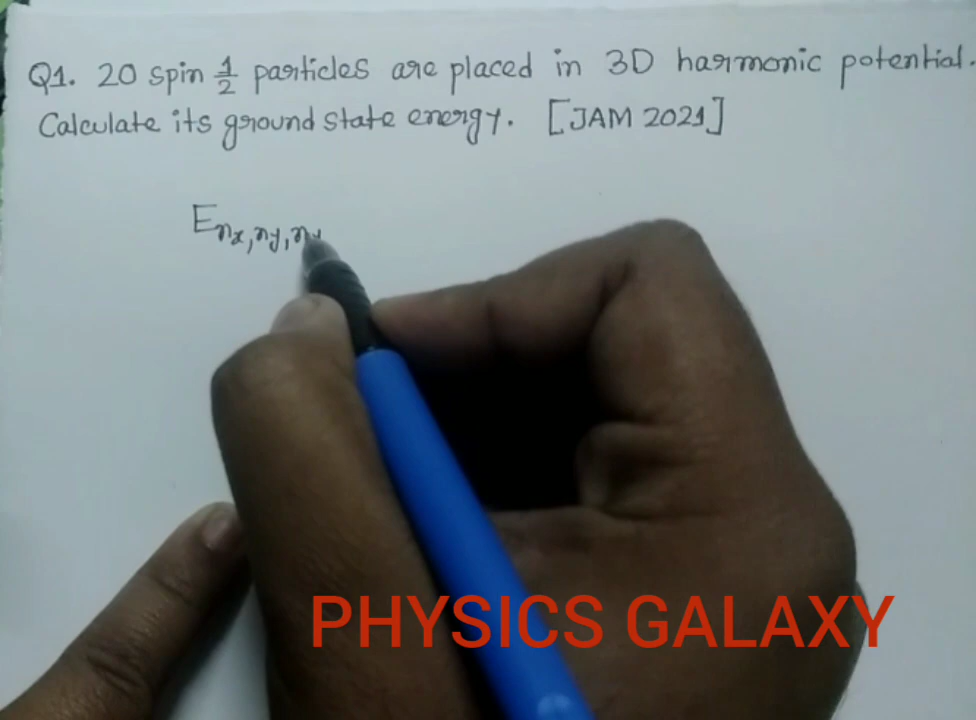 Q1. 20 spin 1/2 particles are placed in 3D harmonic potential.
Calculate its ground state energy. [JAM 2021]
E nx, ny, n
PHYSICS GALAXY